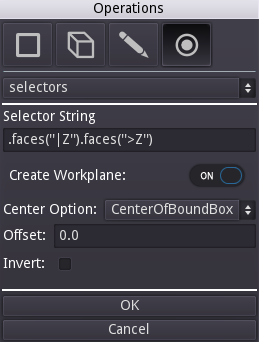 Operations
selectors
Selector String
.faces("|Z").faces(">Z")
Create Workplane: ON
Center Option: CenterOfBoundBox
Offset: 0.0
Invert:
OK
Cancel